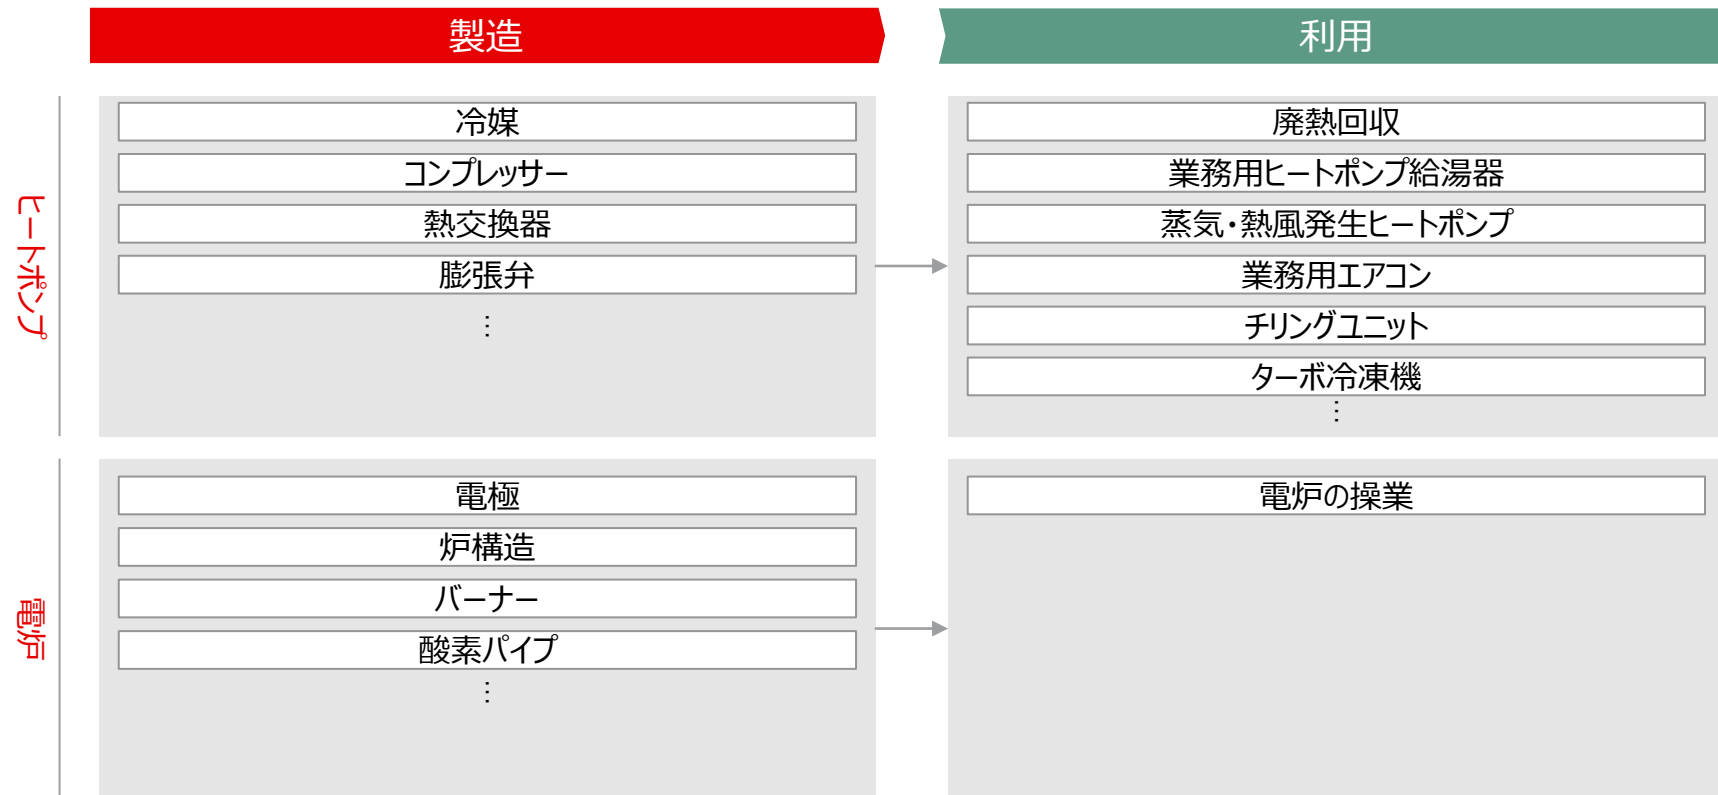 製造
利用
ヒートポンプ
冷媒
コンプレッサー
熱交換器
膨張弁
…
廃熱回収
業務用ヒートポンプ給湯器
蒸気・熱風発生ヒートポンプ
業務用エアコン
チリングユニット
ターボ冷凍機
…
電炉
電極
炉構造
バーナー
酸素パイプ
…
電炉の操業